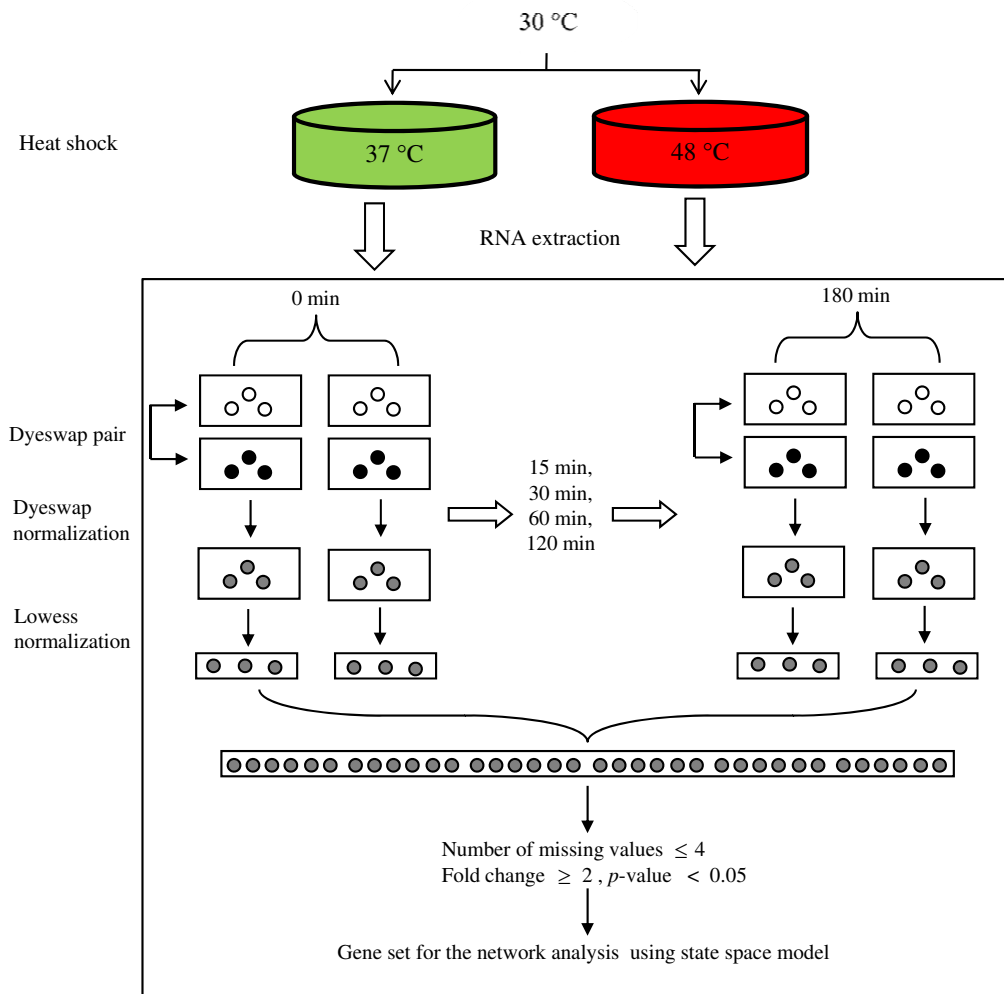 30 °C
Heat shock
37 °C
48 °C
RNA extraction
0 min
180 min
Dyeswap pair
Dyeswap
normalization
15 min,
30 min,
60 min,
120 min
Lowess
normalization
Number of missing values ≤ 4
Fold change ≥ 2 , p-value < 0.05
Gene set for the network analysis using state space model